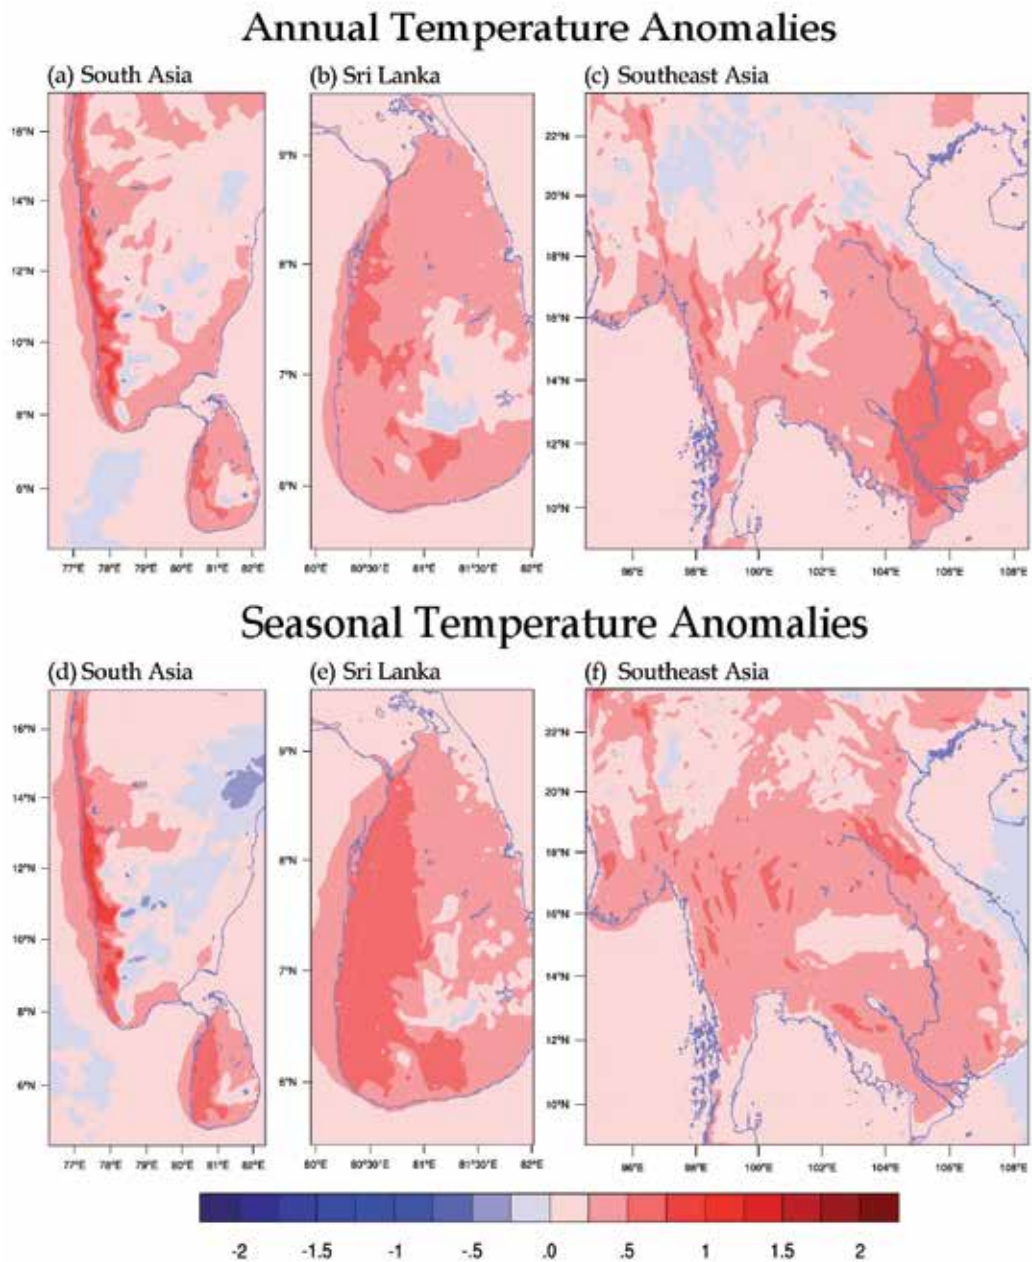 Annual Temperature Anomalies
(a) South Asia
(b) Sri Lanka
(c) Southeast Asia
16°N
14°N
12°N
10°N
8°N
6°N
77°E 78°E 79°E 80°E 81°E 82°E
9°N
8°N
7°N
6°N
80°E 80°30'E 81°E 81°30'E 82°E
22°N
20°N
18°N
16°N
14°N
12°N
10°N
96°E 98°E 100°E 102°E 104°E 106°E 108°E
Seasonal Temperature Anomalies
(d) South Asia
(e) Sri Lanka
(f) Southeast Asia
16°N
14°N
12°N
10°N
8°N
6°N
77°E 78°E 79°E 80°E 81°E 82°E
9°N
8°N
7°N
6°N
80°E 80°30'E 81°E 81°30'E 82°E
22°N
20°N
18°N
16°N
14°N
12°N
10°N
96°E 98°E 100°E 102°E 104°E 106°E 108°E
-2 -1.5 -1 -.5 .0 .5 1 1.5 2